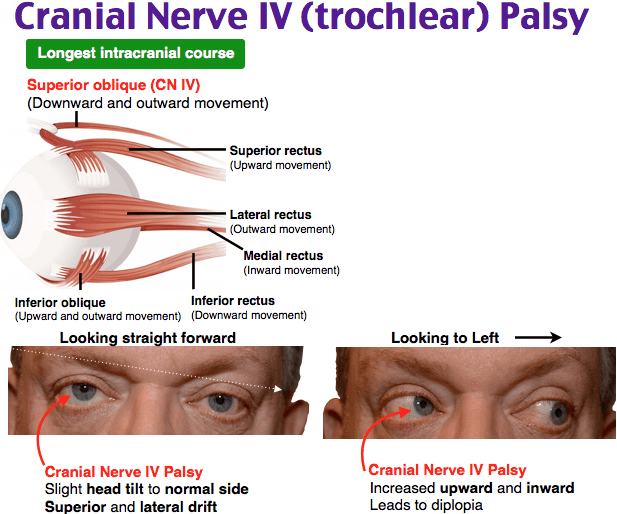 Cranial Nerve IV (trochlear) Palsy
Longest intracranial course
Superior oblique (CN IV)
(Downward and outward movement)
Superior rectus
(Upward movement)
Lateral rectus
(Outward movement)
Medial rectus
(Inward movement)
Inferior oblique
(Upward and outward movement)
Inferior rectus
(Downward movement)
Looking straight forward
Looking to Left
Cranial Nerve IV Palsy
Slight head tilt to normal side
Superior and lateral drift
Cranial Nerve IV Palsy
Increased upward and inward
Leads to diplopia